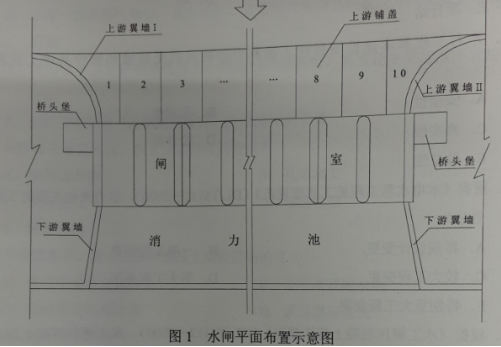 上游翼墙I
上游铺盖
1 2 3 … … 8 9 10
上游翼墙II
桥头堡
闸 室
桥头堡
下游翼墙
下游翼墙
消 力 池
图1 水闸平面布置示意图